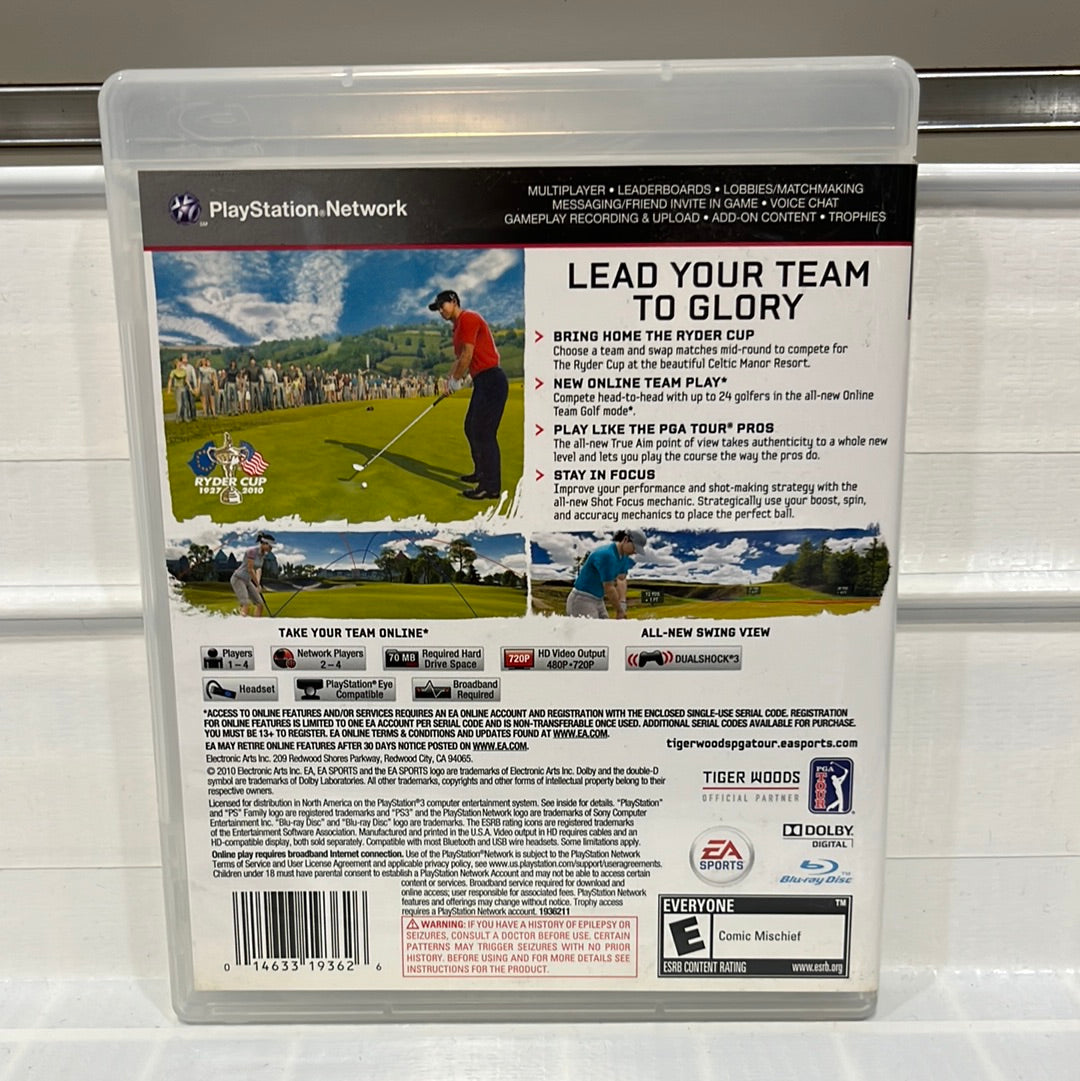 PlayStation®Network
SM
MULTIPLAYER • LEADERBOARDS • LOBBIES/MATCHMAKING
MESSAGING/FRIEND INVITE IN GAME • VOICE CHAT
GAMEPLAY RECORDING & UPLOAD • ADD-ON CONTENT • TROPHIES
RYDER CUP
1927 2010
LEAD YOUR TEAM
TO GLORY
> BRING HOME THE RYDER CUP
Choose a team and swap matches mid-round to compete for
The Ryder Cup at the beautiful Celtic Manor Resort.
> NEW ONLINE TEAM PLAY*
Compete head-to-head with up to 24 golfers in the all-new Online
Team Golf mode*.
> PLAY LIKE THE PGA TOUR® PROS
The all-new True Aim point of view takes authenticity to a whole new
level and lets you play the course the way the pros do.
> STAY IN FOCUS
Improve your performance and shot-making strategy with the
all-new Shot Focus mechanic. Strategically use your boost, spin,
and accuracy mechanics to place the perfect ball.
TAKE YOUR TEAM ONLINE*
ALL-NEW SWING VIEW
Players
1–4
Network Players
2–4
70 MB
Required Hard
Drive Space
720P
HD Video Output
480P•720P
DUALSHOCK®3
Headset
PlayStation®Eye
Compatible
Broadband
Required
*ACCESS TO ONLINE FEATURES AND/OR SERVICES REQUIRES AN EA ONLINE ACCOUNT AND REGISTRATION WITH THE ENCLOSED SINGLE-USE SERIAL CODE. REGISTRATION
FOR ONLINE FEATURES IS LIMITED TO ONE EA ACCOUNT PER SERIAL CODE AND IS NON-TRANSFERABLE ONCE USED. ADDITIONAL SERIAL CODES AVAILABLE FOR PURCHASE.
YOU MUST BE 13+ TO REGISTER. EA ONLINE TERMS & CONDITIONS AND UPDATES FOUND AT WWW.EA.COM.
EA MAY RETIRE ONLINE FEATURES AFTER 30 DAYS NOTICE POSTED ON WWW.EA.COM.
tigerwoodspgatour.easports.com
Electronic Arts Inc. 209 Redwood Shores Parkway, Redwood City, CA 94065.
© 2010 Electronic Arts Inc. EA, EA SPORTS and the EA SPORTS logo are trademarks of Electronic Arts Inc. Dolby and the double-D
symbol are trademarks of Dolby Laboratories. All other trademarks, copyrights and other forms of intellectual property belong to their
respective owners.
Licensed for distribution in North America on the PlayStation®3 computer entertainment system. See inside for details. "PlayStation"
and "PS" Family logo are registered trademarks and "PS3" and the PlayStation Network logo are trademarks of Sony Computer
Entertainment Inc. "Blu-ray Disc" and "Blu-ray Disc" logo are trademarks. The ESRB rating icons are registered trademarks
of the Entertainment Software Association. Manufactured and printed in the U.S.A. Video output in HD requires cables and an
HD-compatible display, both sold separately. Compatible with most Bluetooth and USB wire headsets. Some limitations apply.
Online play requires broadband Internet connection. Use of the PlayStation®Network is subject to the PlayStation Network
Terms of Service and User License Agreement and applicable privacy policy, see www.us.playstation.com/support/useragreements.
Children under 18 must have parental consent to establish a PlayStation Network Account and may not be able to access certain
content or services. Broadband service required for download and
online access; user responsible for associated fees. PlayStation Network
features and offerings may change without notice. Trophy access
requires a PlayStation Network account. 1936211
TIGER WOODS
OFFICIAL PARTNER
PGA
TOUR
EA
SPORTS
DOLBY
DIGITAL
Blu-ray Disc
TM
0 14633 19362 6
WARNING: IF YOU HAVE A HISTORY OF EPILEPSY OR
SEIZURES, CONSULT A DOCTOR BEFORE USE. CERTAIN
PATTERNS MAY TRIGGER SEIZURES WITH NO PRIOR
HISTORY. BEFORE USING AND FOR MORE DETAILS SEE
INSTRUCTIONS FOR THE PRODUCT.
EVERYONE
TM
E
Comic Mischief
ESRB CONTENT RATING
www.esrb.org